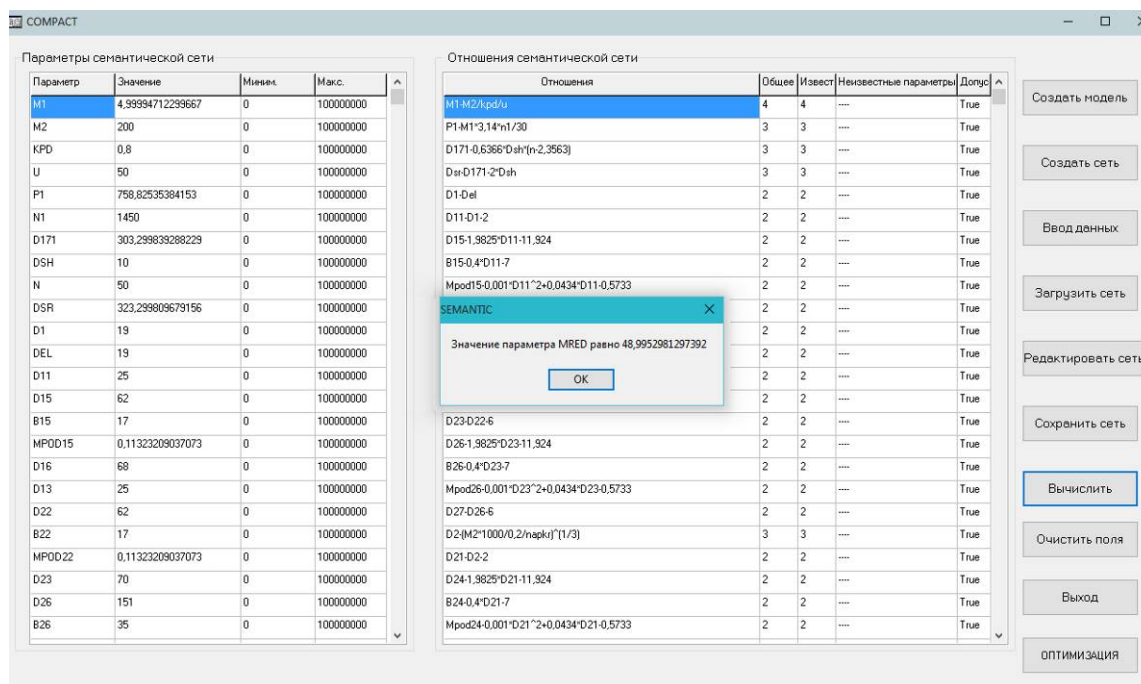 COMPACT
Параметры семантической сети
Параметр Значение Миним. Макс.
M1 4,99994712299667 0 100000000
M2 200 0 100000000
KPD 0,8 0 100000000
U 50 0 100000000
P1 758,82535384153 0 100000000
N1 1450 0 100000000
D171 303,299839288229 0 100000000
DSH 10 0 100000000
N 50 0 100000000
DSR 323,299809679156 0 100000000
D1 19 0 100000000
DEL 19 0 100000000
D11 25 0 100000000
D15 62 0 100000000
B15 17 0 100000000
MPOD15 0,11323209037073 0 100000000
D16 68 0 100000000
D13 25 0 100000000
D22 62 0 100000000
B22 17 0 100000000
MPOD22 0,11323209037073 0 100000000
D23 70 0 100000000
D26 151 0 100000000
B26 35 0 100000000
Отношения семантической сети
Отношения Общее Извест Неизвестные параметры Допус
M1-M2/kpd/u 4 4 ---- True
P1-M1*3,14*n1/30 3 3 ---- True
D171-0,6366*Dsh*(n-2,3563) 3 3 ---- True
Dsr-D171-2*Dsh 3 3 ---- True
D1-Del 2 2 ---- True
D11-D1-2 2 2 ---- True
D15-1,9825*D11-11,924 2 2 ---- True
B15-0,4*D11-7 2 2 ---- True
Mpod15-0,001*D11^2+0,0434*D11-0,5733 2 2 ---- True
2 2 ---- True
2 2 ---- True
2 2 ---- True
2 2 ---- True
2 2 ---- True
D23-D22-6 2 2 ---- True
D26-1,9825*D23-11,924 2 2 ---- True
B26-0,4*D23-7 2 2 ---- True
Mpod26-0,001*D23^2+0,0434*D23-0,5733 2 2 ---- True
D27-D26-6 2 2 ---- True
D2-(M2*1000/0,2/napkr)^(1/3) 3 3 ---- True
D21-D2-2 2 2 ---- True
D24-1,9825*D21-11,924 2 2 ---- True
B24-0,4*D21-7 2 2 ---- True
Mpod24-0,001*D21^2+0,0434*D21-0,5733 2 2 ---- True
SEMANTIC
Значение параметра MRED равно 48,9952981297392
OK
Создать модель
Создать сеть
Ввод данных
Загрузить сеть
Редактировать сеть
Сохранить сеть
Вычислить
Очистить поля
Выход
ОПТИМИЗАЦИЯ